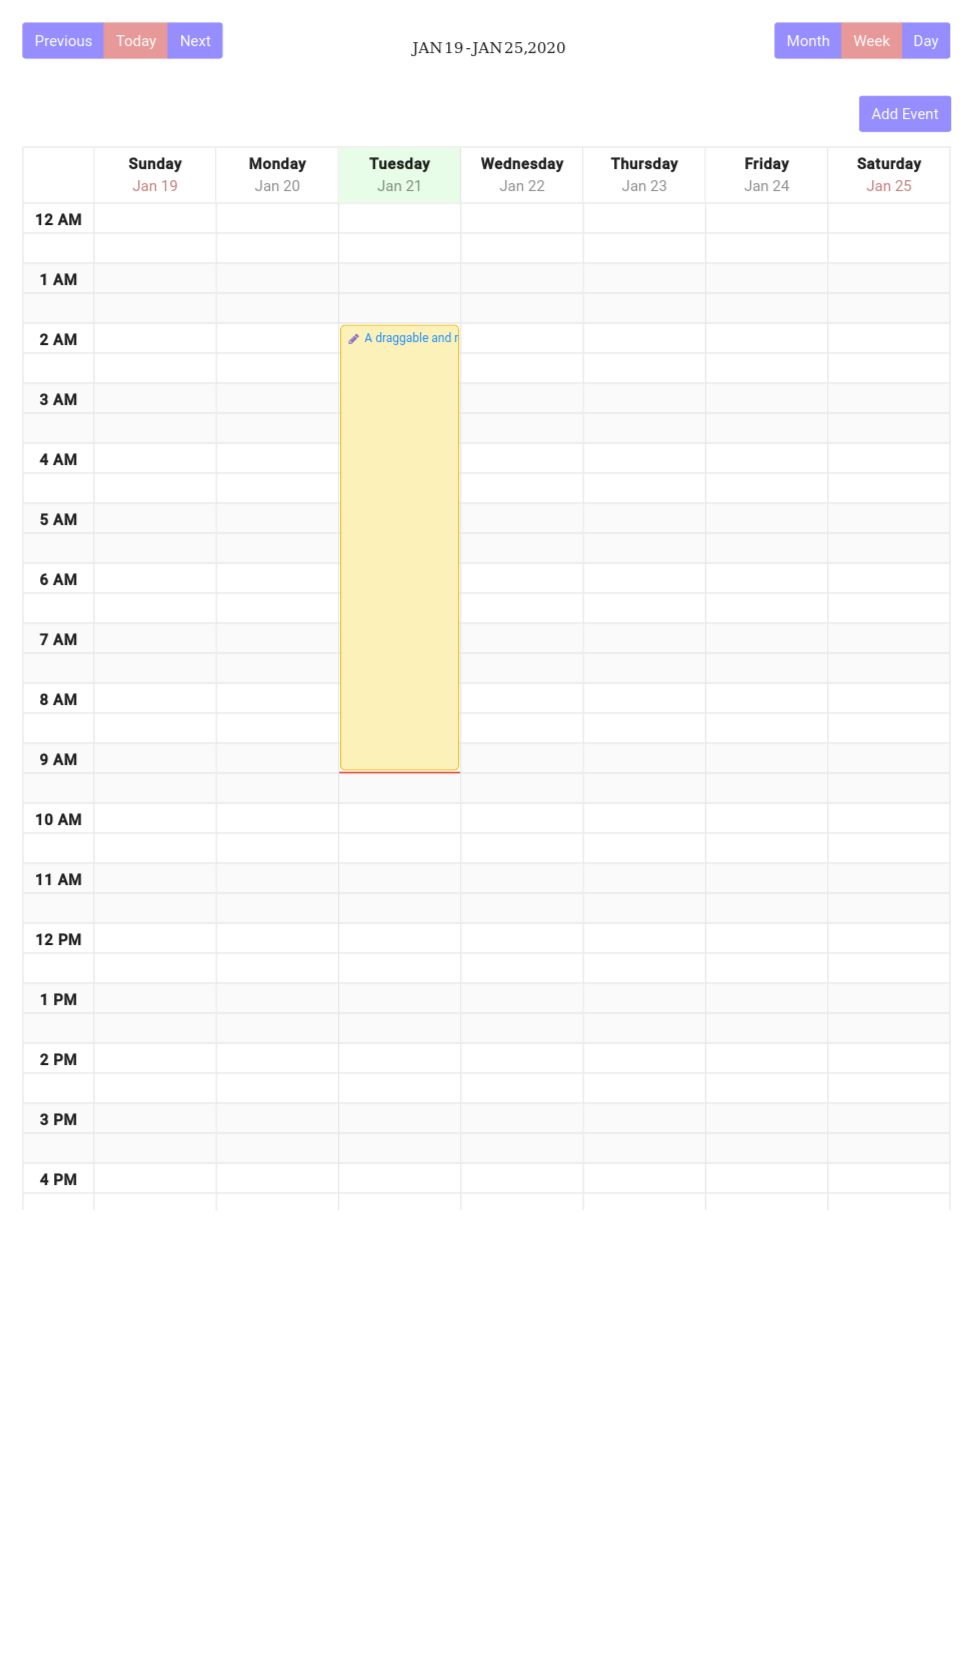 Previous Today Next
JAN 19 - JAN 25, 2020
Month Week Day
Add Event
Sunday Monday Tuesday Wednesday Thursday Friday Saturday
Jan 19 Jan 20 Jan 21 Jan 22 Jan 23 Jan 24 Jan 25
12 AM
1 AM
2 AM A draggable and r
3 AM
4 AM
5 AM
6 AM
7 AM
8 AM
9 AM
10 AM
11 AM
12 PM
1 PM
2 PM
3 PM
4 PM